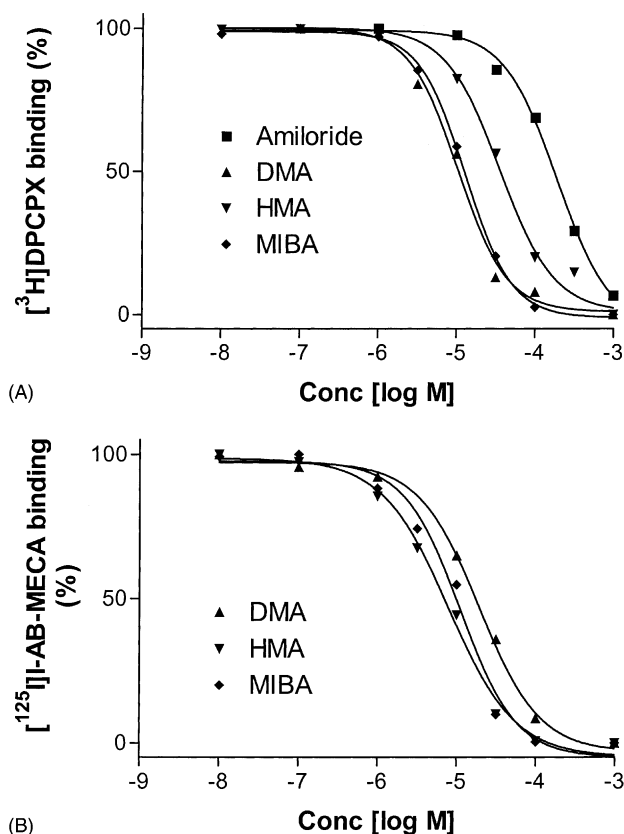 [³H]DPCPX binding (%)
100
50
0
Amiloride
DMA
HMA
MIBA
-9 -8 -7 -6 -5 -4 -3
Conc [log M]
(A)
[¹²⁵I]I-AB-MECA binding
(%)
100
50
0
DMA
HMA
MIBA
-9 -8 -7 -6 -5 -4 -3
Conc [log M]
(B)